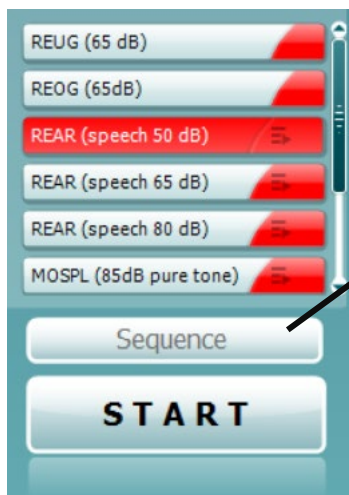 REUG (65 dB)
REOG (65dB)
REAR (speech 50 dB)
REAR (speech 65 dB)
REAR (speech 80 dB)
MOSPL (85dB pure tone)
Sequence
START